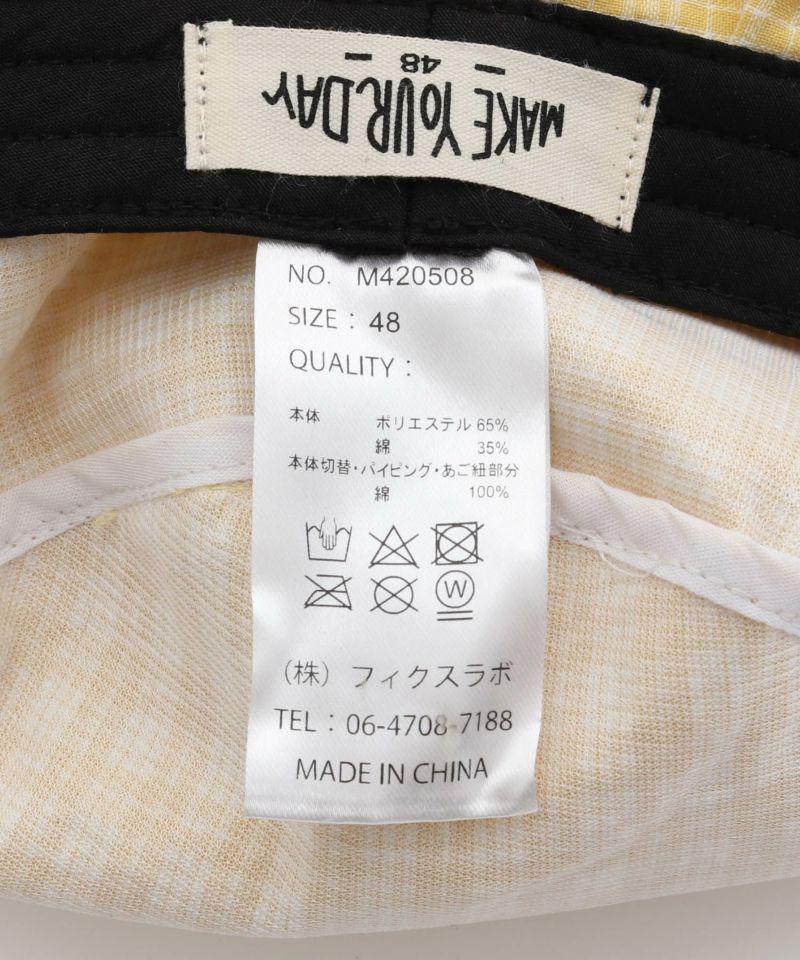 MAKE YOUR DAY
- 48 -
NO. M420508
SIZE : 48
QUALITY :
本体 ポリエステル 65%
綿 35%
本体切替・パイピング・あご紐部分
綿 100%
W
(株) フィクスラボ
TEL : 06-4708-7188
MADE IN CHINA